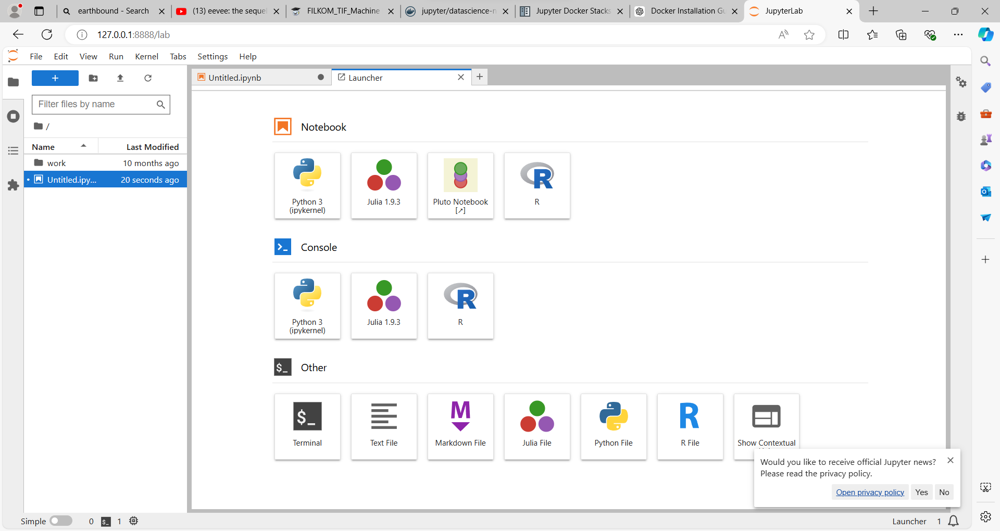 earthbound - Search
(13) eevee: the sequel
FILKOM_TIF_Machine
jupyter/datascience-n
Jupyter Docker Stacks
Docker Installation Gu
JupyterLab
127.0.0.1:8888/lab
File Edit View Run Kernel Tabs Settings Help
+
Filter files by name
/
Name Last Modified
work 10 months ago
Untitled.ipy... 20 seconds ago
Untitled.ipynb
Launcher
Notebook
Python 3
(ipykernel)
Julia 1.9.3
Pluto Notebook
[↗]
R
Console
Python 3
(ipykernel)
Julia 1.9.3
R
$_ Other
$_
Terminal
Text File
M
Markdown File
Julia File
Python File
R
R File
Show Contextual
Would you like to receive official Jupyter news?
Please read the privacy policy.
Open privacy policy Yes No
Simple 0 $_ 1
Launcher 1